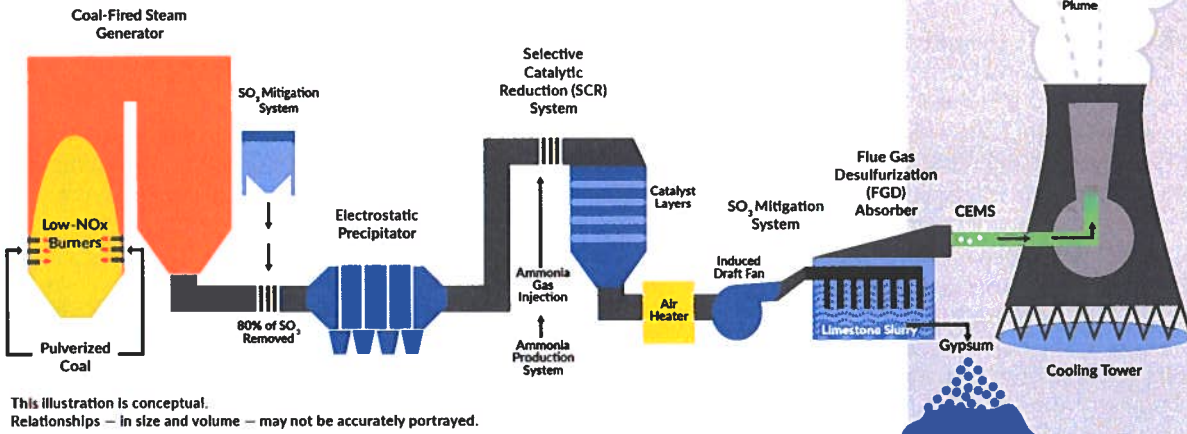 Plume
Coal-Fired Steam
Generator
SO₃ Mitigation
System
Selective
Catalytic
Reduction (SCR)
System
Low-NOx
Burners
Electrostatic
Precipitator
Catalyst
Layers
SO₃ Mitigation
System
Flue Gas
Desulfurization
(FGD)
Absorber
CEMS
80% of SO₃
Removed
Ammonia
Gas
Injection
Ammonia
Production
System
Air
Heater
Induced
Draft Fan
Limestone Slurry
Gypsum
Cooling Tower
Pulverized
Coal
This illustration is conceptual.
Relationships — in size and volume — may not be accurately portrayed.